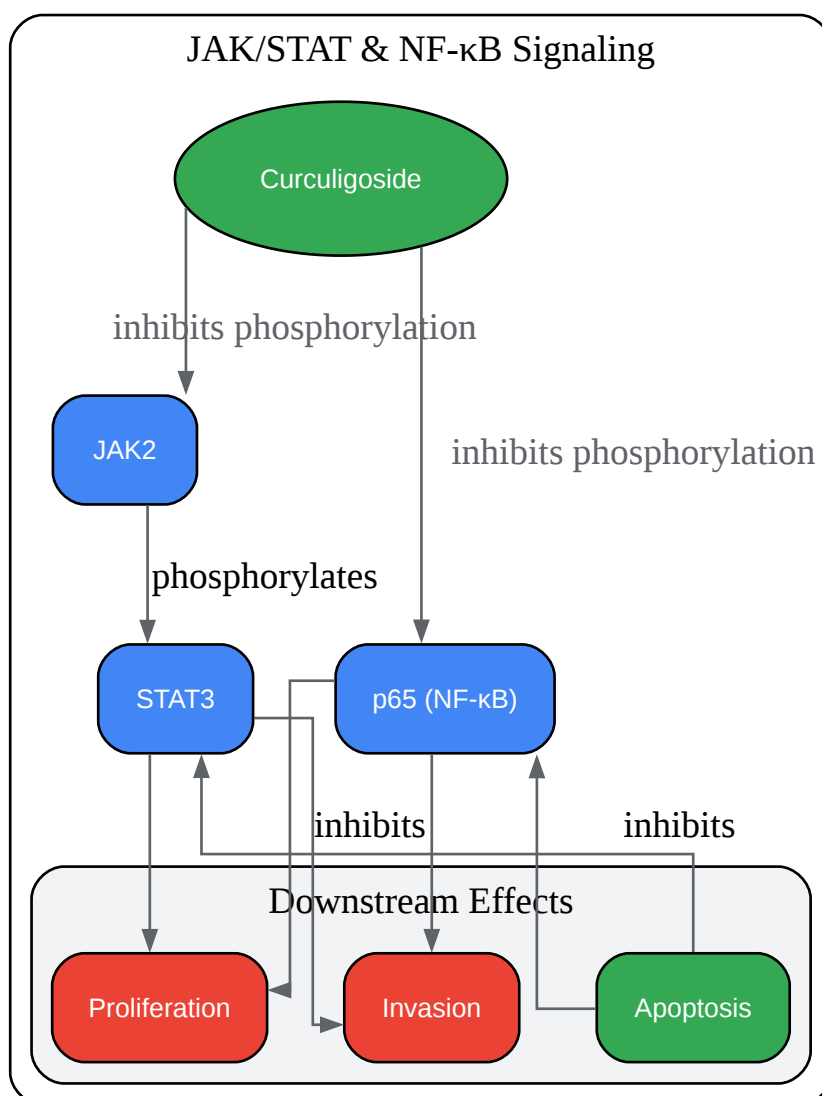 JAK/STAT & NF-κB Signaling
Curculigoside
inhibits phosphorylation
JAK2
inhibits phosphorylation
phosphorylates
STAT3
p65 (NF-κB)
inhibits
inhibits
Downstream Effects
Proliferation
Invasion
Apoptosis